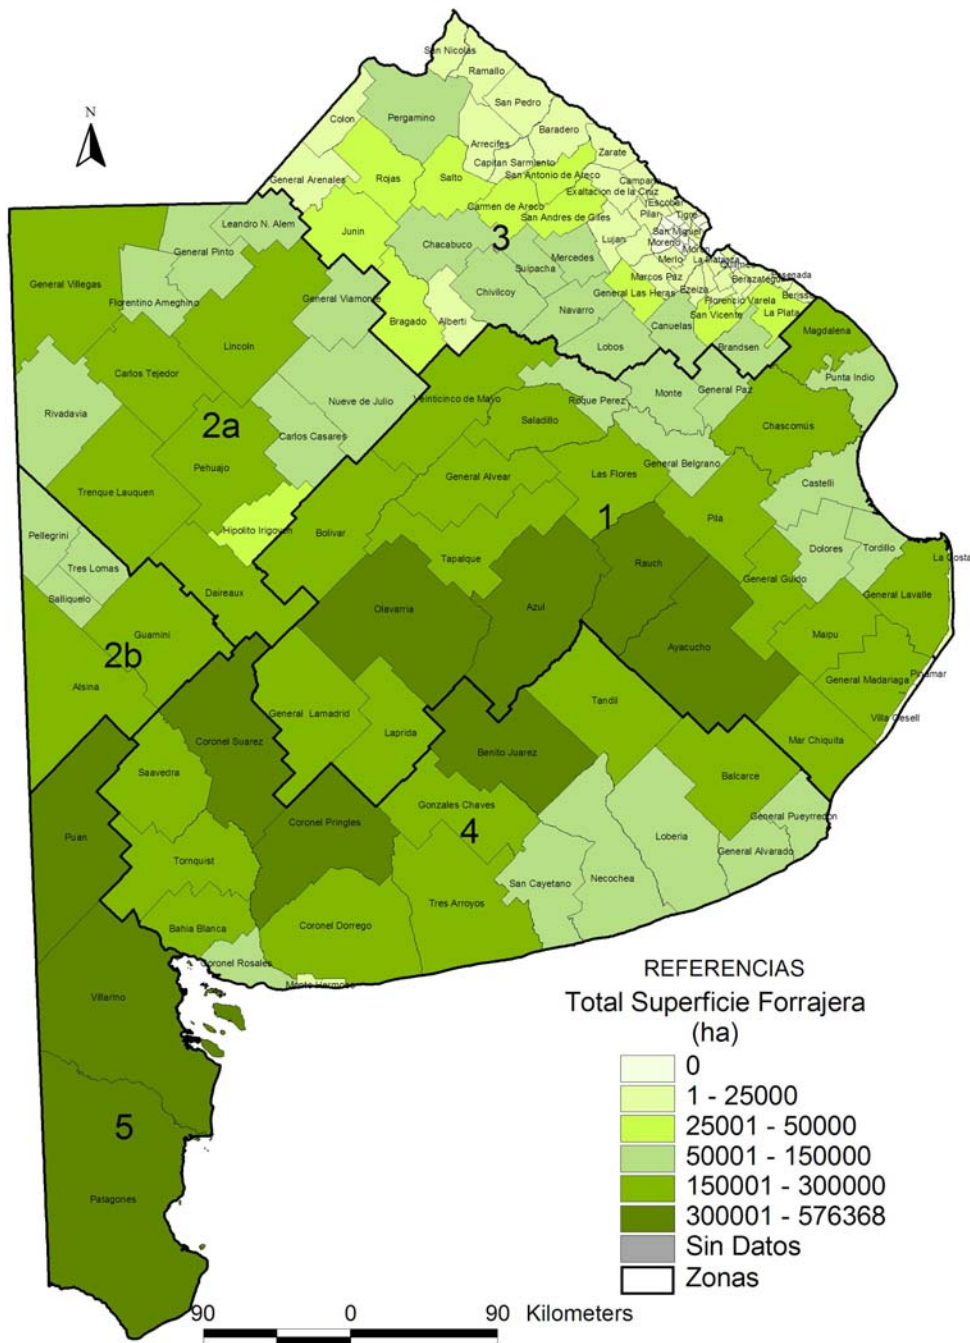 San Nicolas
Ramallo
San Pedro
Pergamino
Colon
Baradero
Arrecifes
Zarate
N
Capitan Sarmiento
San Antonio de Areco
General Arenales
Rojas
Salto
Campana
Exaltacion de la Cruz
Escobar
Carmen de Areco
Pilar
Tigre
San Andres de Giles
Leandro N. Alem
Junin
San Miguel
3
Chacabuco
Lujan
Moreno
Moron
General Pinto
Mercedes
Merlo
La Matanza
Suipacha
Marcos Paz
Ensenada
General Villegas
Berazategui
Chivilcoy
General Las Heras
Ezeiza
Florentino Ameghino
General Viamonte
Florencio Varela
Berisso
Navarro
San Vicente
La Plata
Bragado
Alberti
Canuelas
Magdalena
Lincoln
Lobos
Brandsen
Carlos Tejedor
Punta Indio
Rivadavia
General Paz
Monte
Veinticinco de Mayo
Roque Perez
Nueve de Julio
2a
Saladillo
Chascomús
Carlos Casares
Pehuajo
General Belgrano
Las Flores
General Alvear
Castelli
Trenque Lauquen
1
Pila
Hipolito Irigoyen
Bolivar
Pellegrini
Dolores
Tordillo
Tapalque
La Costa
Rauch
Tres Lomas
General Guido
Daireaux
General Lavalle
Salliquelo
Azul
Olavarria
Guamini
Maipu
Ayacucho
2b
Alsina
General Madariaga
Pinamar
Tandil
General Lamadrid
Villa Gesell
Laprida
Mar Chiquita
Coronel Suarez
Benito Juarez
Saavedra
Balcarce
Gonzales Chaves
General Pueyrredon
Coronel Pringles
4
Puan
Loberia
General Alvarado
Tornquist
Necochea
San Cayetano
Tres Arroyos
Coronel Dorrego
Bahia Blanca
Coronel Rosales
Monte Hermoso
Villarino
5
Patagones
REFERENCIAS
Total Superficie Forrajera
(ha)
0
1 - 25000
25001 - 50000
50001 - 150000
150001 - 300000
300001 - 576368
Sin Datos
Zonas
90 0 90 Kilometers